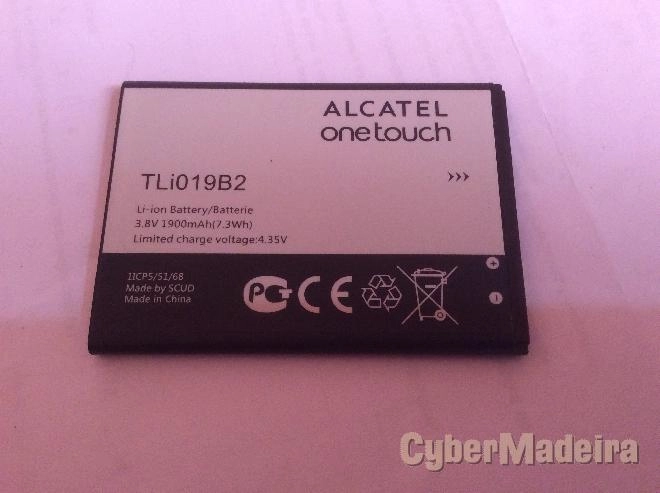 ALCATEL
onetouch
TLi019B2
>>>
Li-ion Battery/Batterie
3.8V 1900mAh(7.3Wh)
Limited charge voltage:4.35V
1ICP5/51/68
Made by SCUD
Made in China
PCT CE
+
-
CyberMadeira